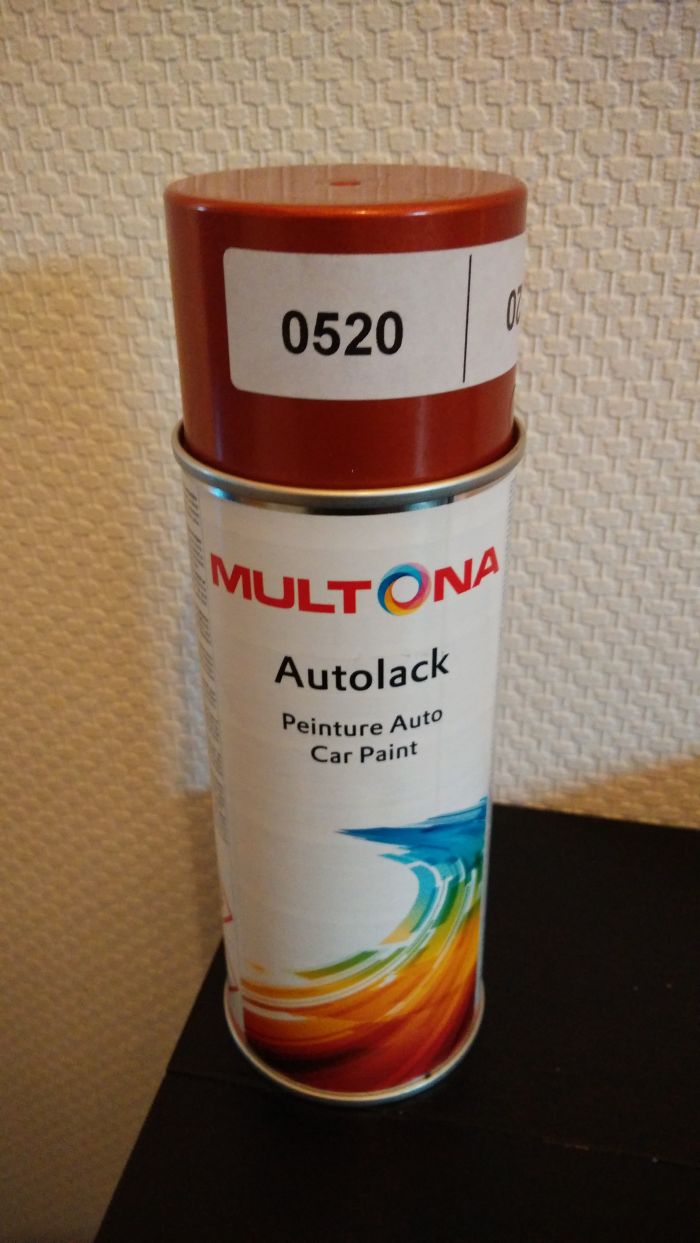 0520
MULTONA
Autolack
Peinture Auto
Car Paint